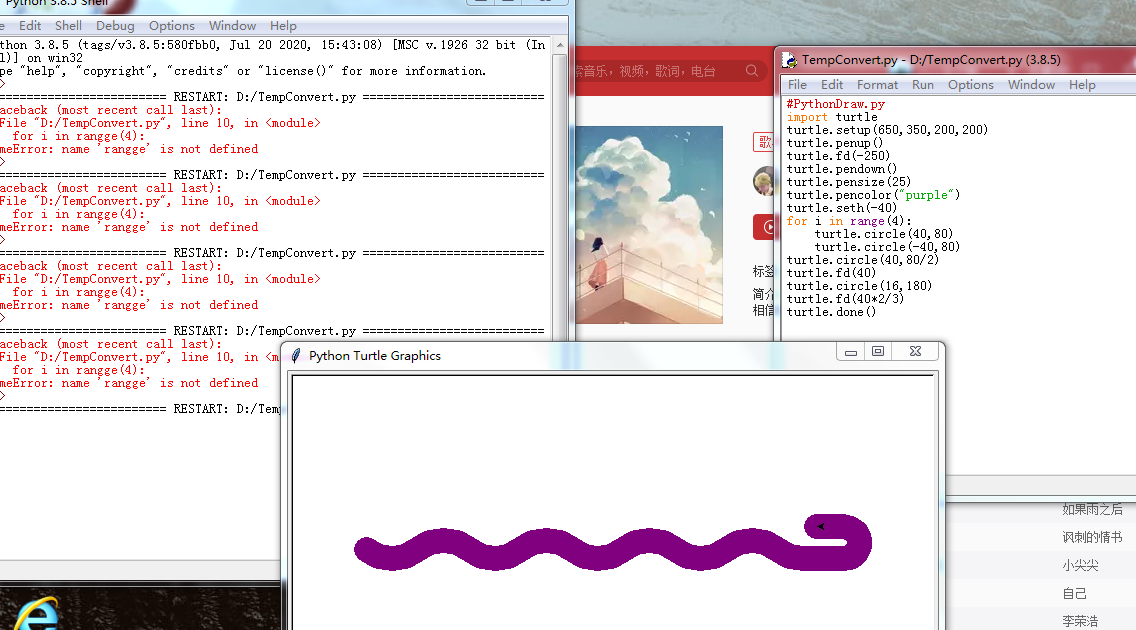 Python 3.8.5 Shell
Edit Shell Debug Options Window Help
thon 3.8.5 (tags/v3.8.5:580fbb0, Jul 20 2020, 15:43:08) [MSC v.1926 32 bit (In
l)] on win32
pe "help", "copyright", "credits" or "license()" for more information.
>
======================== RESTART: D:/TempConvert.py ===========================
aceback (most recent call last):
File "D:/TempConvert.py", line 10, in <module>
for i in rangge(4):
meError: name 'rangge' is not defined
>
======================== RESTART: D:/TempConvert.py ===========================
aceback (most recent call last):
File "D:/TempConvert.py", line 10, in <module>
for i in rangge(4):
meError: name 'rangge' is not defined
>
======================== RESTART: D:/TempConvert.py ===========================
aceback (most recent call last):
File "D:/TempConvert.py", line 10, in <module>
for i in rangge(4):
meError: name 'rangge' is not defined
>
======================== RESTART: D:/TempConvert.py ===========================
aceback (most recent call last):
File "D:/TempConvert.py", line 10, in <m
for i in rangge(4):
meError: name 'rangge' is not defined
>
======================== RESTART: D:/Tem
索音乐，视频，歌词，电台
歌
标签
简介
相信
TempConvert.py - D:/TempConvert.py (3.8.5)
File Edit Format Run Options Window Help
#PythonDraw.py
import turtle
turtle.setup(650,350,200,200)
turtle.penup()
turtle.fd(-250)
turtle.pendown()
turtle.pensize(25)
turtle.pencolor("purple")
turtle.seth(-40)
for i in range(4):
turtle.circle(40,80)
turtle.circle(-40,80)
turtle.circle(40,80/2)
turtle.fd(40)
turtle.circle(16,180)
turtle.fd(40*2/3)
turtle.done()
Python Turtle Graphics
如果雨之后
讽刺的情书
小尖尖
自己
李荣浩